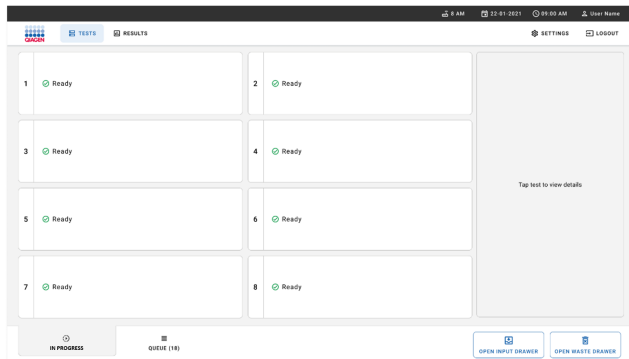 8 AM 22-01-2021 09:00 AM User Name
QIAGEN TESTS RESULTS SETTINGS LOGOUT
1 Ready
2 Ready
3 Ready
4 Ready
Tap test to view details
5 Ready
6 Ready
7 Ready
8 Ready
IN PROGRESS
QUEUE (18)
OPEN INPUT DRAWER
OPEN WASTE DRAWER